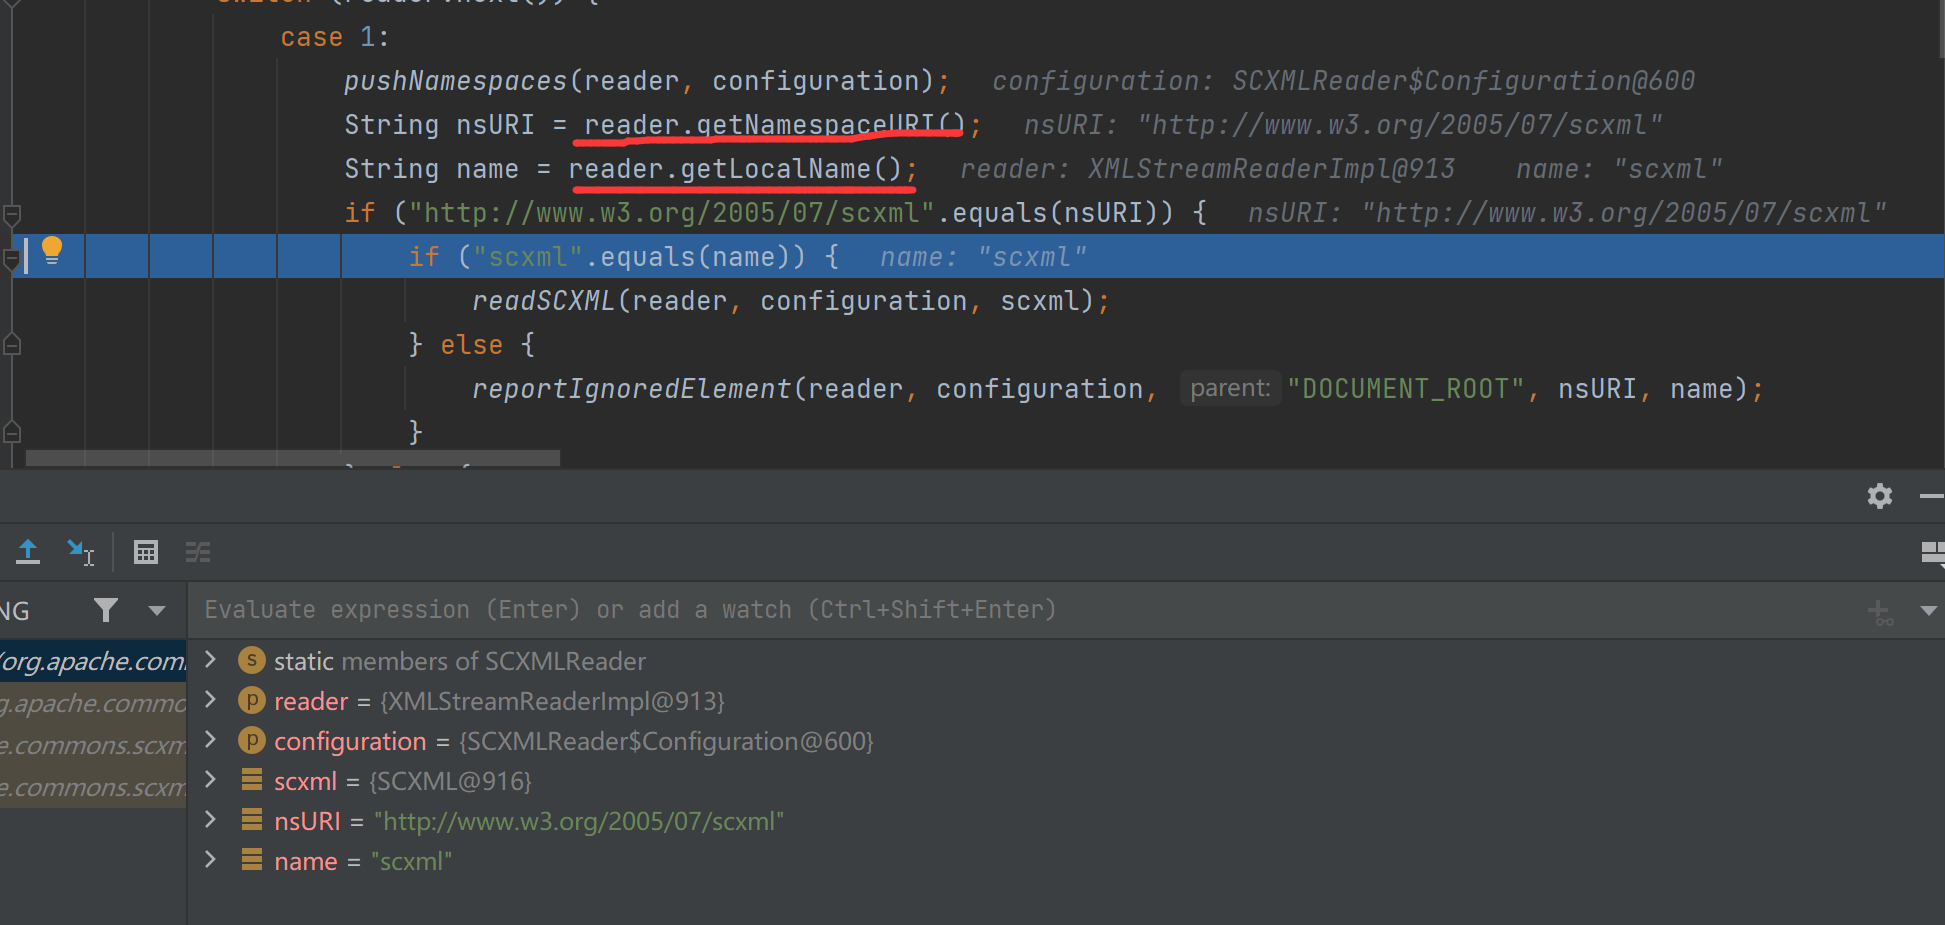 case 1:
pushNamespaces(reader, configuration); configuration: SCXMLReader$Configuration@600
String nsURI = reader.getNamespaceURI(); nsURI: "http://www.w3.org/2005/07/scxml"
String name = reader.getLocalName(); reader: XMLStreamReaderImpl@913 name: "scxml"
if ("http://www.w3.org/2005/07/scxml".equals(nsURI)) { nsURI: "http://www.w3.org/2005/07/scxml"
if ("scxml".equals(name)) { name: "scxml"
readSCXML(reader, configuration, scxml);
} else {
reportIgnoredElement(reader, configuration, parent: "DOCUMENT_ROOT", nsURI, name);
}
NG
Evaluate expression (Enter) or add a watch (Ctrl+Shift+Enter)
org.apache.com
static members of SCXMLReader
reader = {XMLStreamReaderImpl@913}
g.apache.commo
configuration = {SCXMLReader$Configuration@600}
e.commons.scxm
scxml = {SCXML@916}
e.commons.scxm
nsURI = "http://www.w3.org/2005/07/scxml"
name = "scxml"